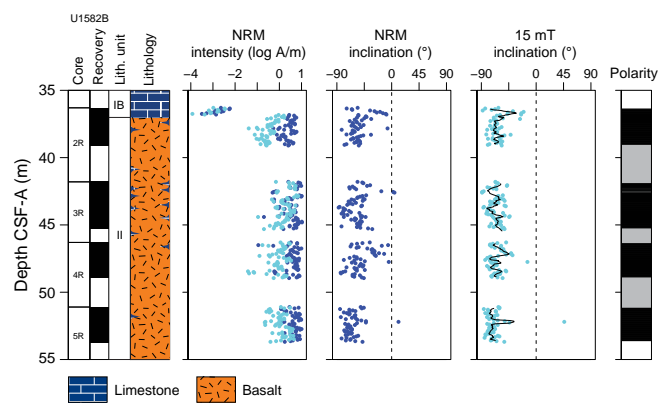 U1582B
Core
Recovery
Lith. unit
Lithology
NRM
intensity (log A/m)
−4 −2 0 1
NRM
inclination (°)
−90 0 45 90
15 mT
inclination (°)
−90 0 45 90
Polarity
Depth CSF-A (m)
35
40
45
50
55
2R
3R
4R
5R
IB
II
Limestone
Basalt